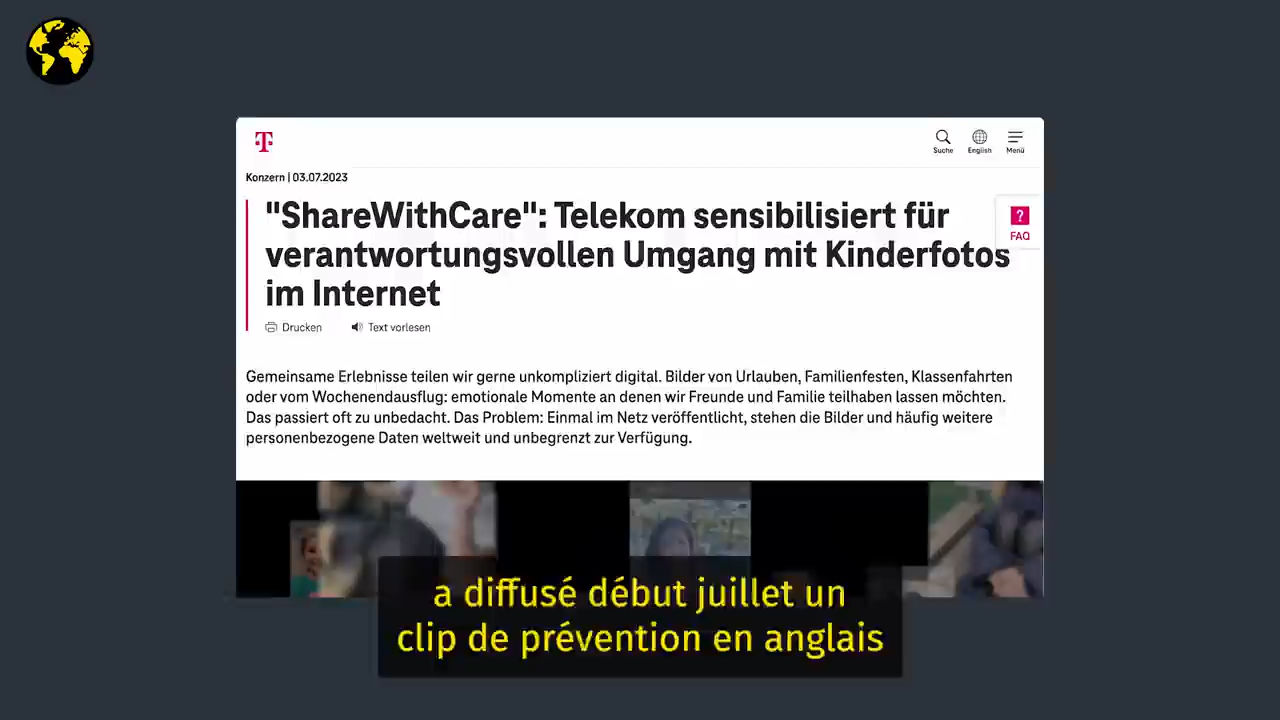 Suche English Menü
Konzern | 03.07.2023
"ShareWithCare": Telekom sensibilisiert für
verantwortungsvollen Umgang mit Kinderfotos
im Internet
?
FAQ
Drucken Text vorlesen
Gemeinsame Erlebnisse teilen wir gerne unkompliziert digital. Bilder von Urlauben, Familienfesten, Klassenfahrten
oder vom Wochenendausflug: emotionale Momente an denen wir Freunde und Familie teilhaben lassen möchten.
Das passiert oft zu unbedacht. Das Problem: Einmal im Netz veröffentlicht, stehen die Bilder und häufig weitere
personenbezogene Daten weltweit und unbegrenzt zur Verfügung.
a diffusé début juillet un
clip de prévention en anglais